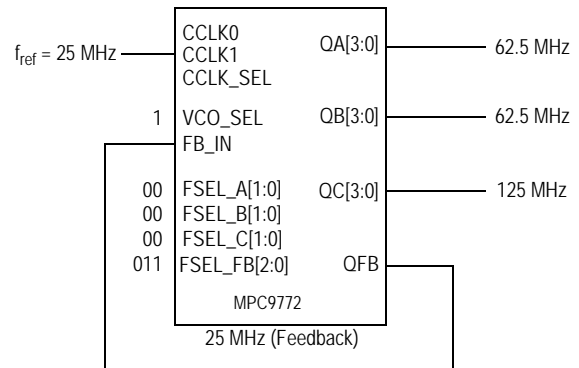 CCLK0
CCLK1
CCLK_SEL
f_ref = 25 MHz
1 VCO_SEL
FB_IN
00 FSEL_A[1:0]
00 FSEL_B[1:0]
00 FSEL_C[1:0]
011 FSEL_FB[2:0]
QA[3:0] 62.5 MHz
QB[3:0] 62.5 MHz
QC[3:0] 125 MHz
QFB
MPC9772
25 MHz (Feedback)